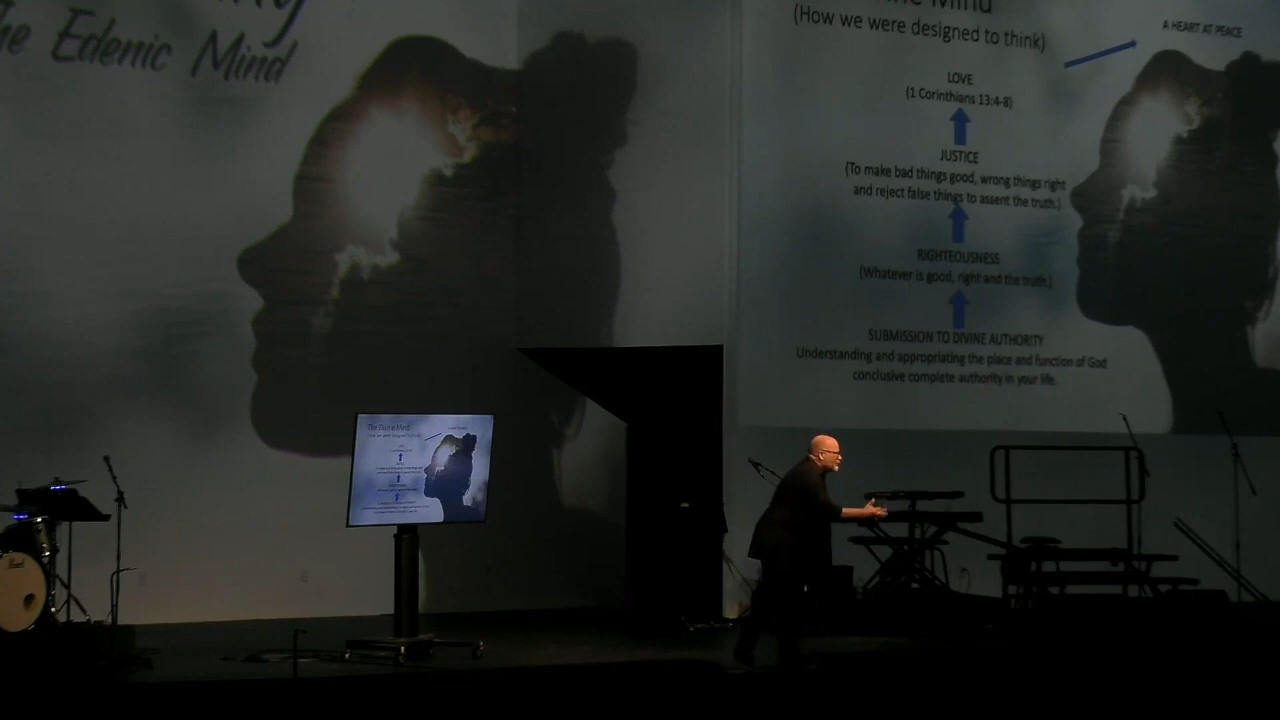 The Edenic Mind
Mind
(How we were designed to think)
A HEART AT PEACE
LOVE
(1 Corinthians 13:4-8)
JUSTICE
(To make bad things good, wrong things right
and reject false things to assent the truth.)
RIGHTEOUSNESS
(Whatever is good, right and the truth.)
SUBMISSION TO DIVINE AUTHORITY
Understanding and appropriating the place and function of God
conclusive complete authority in your life.
Pearl